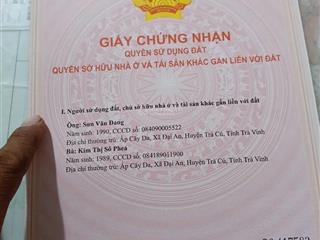 GIẤY CHỨNG NHẬN
QUYỀN SỬ DỤNG ĐẤT
QUYỀN SỞ HỮU NHÀ Ở VÀ TÀI SẢN KHÁC GẮN LIỀN VỚI ĐẤT
I. Người sử dụng đất, chủ sở hữu nhà ở và tài sản khác gắn liền với đất
Ông: Sơn Văn Đang
Năm sinh: 1990, CCCD số: 084090005522
Địa chỉ thường trú: Ấp Cây Da, Xã Đại An, Huyện Trà Cú, Tỉnh Trà Vinh
Bà: Kim Thị Sô Phea
Năm sinh: 1989, CCCD số: 084189011900
Địa chỉ thường trú: Ấp Cây Da, Xã Đại An, Huyện Trà Cú, Tỉnh Trà Vinh